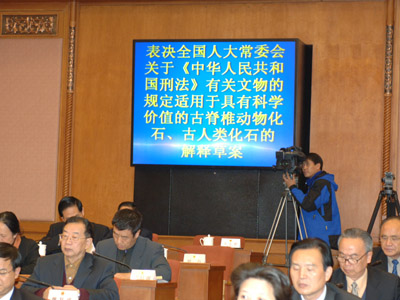 表决全国人大常委会
关于《中华人民共和
国刑法》有关文物的
规定适用于具有科学
价值的古脊椎动物化
石、古人类化石的
解释草案